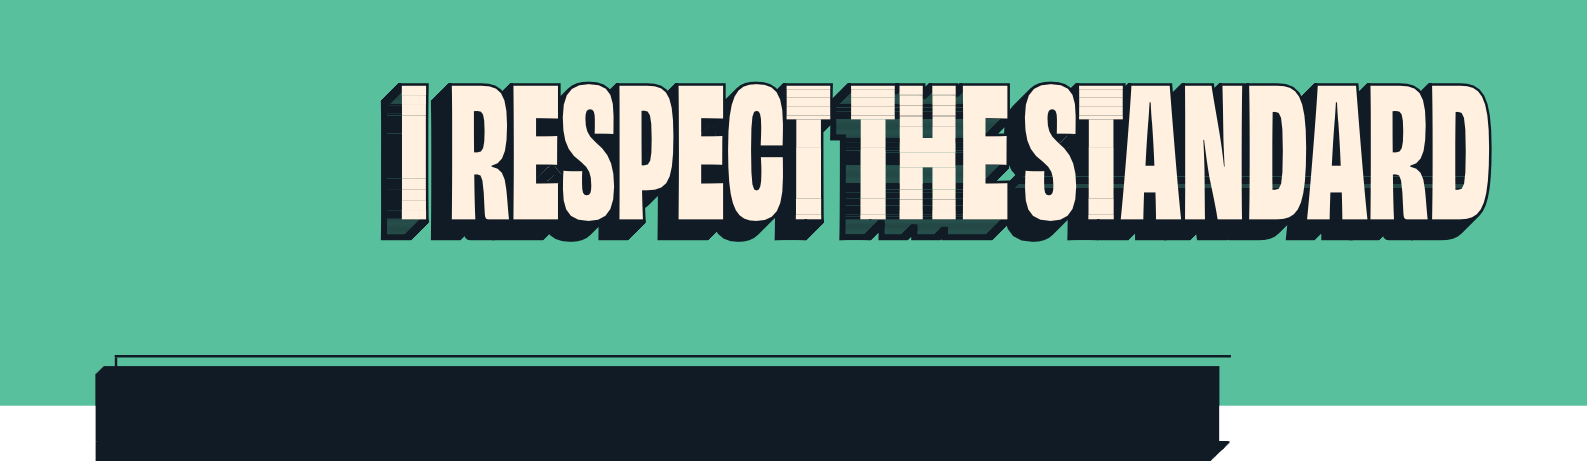 I RESPECT THE STANDARD